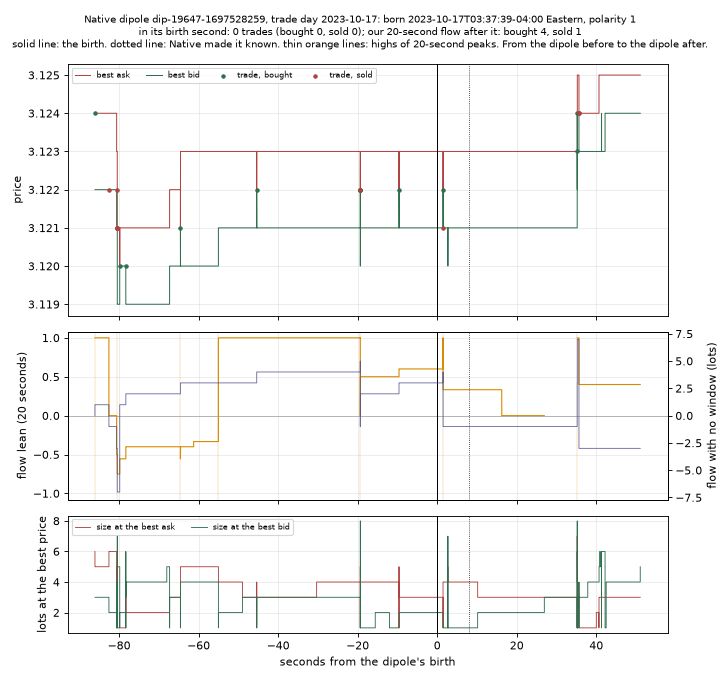 Native dipole dip-19647-1697528259, trade day 2023-10-17: born 2023-10-17T03:37:39-04:00 Eastern, polarity 1
in its birth second: 0 trades (bought 0, sold 0); our 20-second flow after it: bought 4, sold 1
solid line: the birth. dotted line: Native made it known. thin orange lines: highs of 20-second peaks. From the dipole before to the dipole after.
best ask
best bid
trade, bought
trade, sold
3.125
3.124
3.123
3.122
3.121
3.120
3.119
price
1.0
0.5
0.0
−0.5
−1.0
flow lean (20 seconds)
7.5
5.0
2.5
0.0
−2.5
−5.0
−7.5
flow with no window (lots)
size at the best ask
size at the best bid
8
6
4
2
lots at the best price
−80
−60
−40
−20
0
20
40
seconds from the dipole's birth